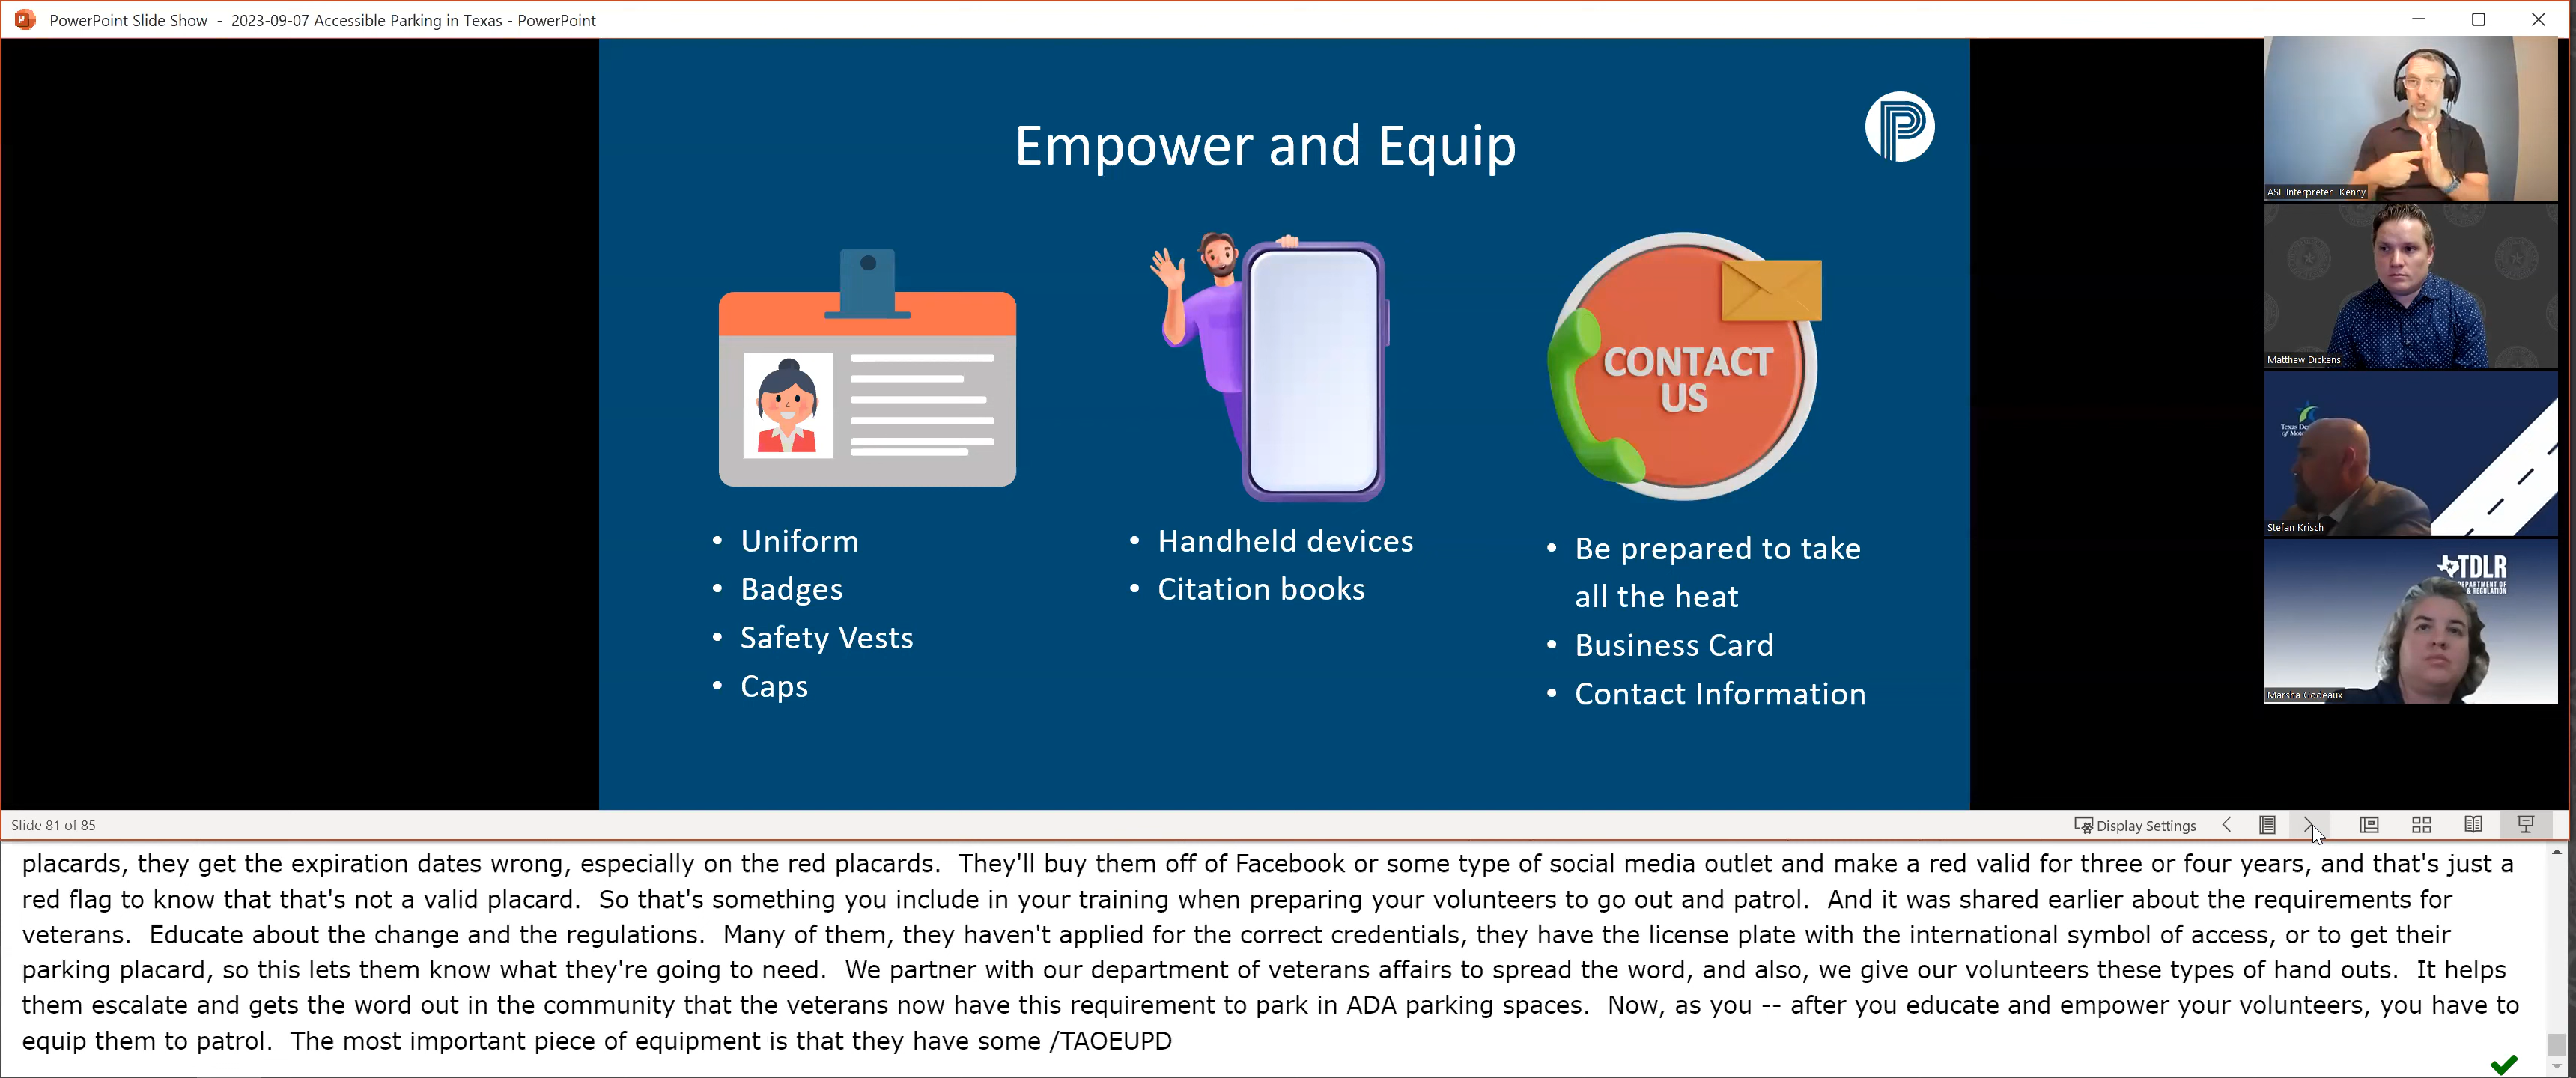 PowerPoint Slide Show - 2023-09-07 Accessible Parking in Texas - PowerPoint
Empower and Equip
CONTACT
US
• Uniform
• Badges
• Safety Vests
• Caps
• Handheld devices
• Citation books
• Be prepared to take
all the heat
• Business Card
• Contact Information
ASL Interpreter- Kenny
Matthew Dickens
Texas De
of Moto
Stefan Krisch
TDLR
DEPARTMENT OF
& REGULATION
Marsha Godeaux
Slide 81 of 85
Display Settings
placards, they get the expiration dates wrong, especially on the red placards. They'll buy them off of Facebook or some type of social media outlet and make a red valid for three or four years, and that's just a
red flag to know that that's not a valid placard. So that's something you include in your training when preparing your volunteers to go out and patrol. And it was shared earlier about the requirements for
veterans. Educate about the change and the regulations. Many of them, they haven't applied for the correct credentials, they have the license plate with the international symbol of access, or to get their
parking placard, so this lets them know what they're going to need. We partner with our department of veterans affairs to spread the word, and also, we give our volunteers these types of hand outs. It helps
them escalate and gets the word out in the community that the veterans now have this requirement to park in ADA parking spaces. Now, as you -- after you educate and empower your volunteers, you have to
equip them to patrol. The most important piece of equipment is that they have some /TAOEUPD